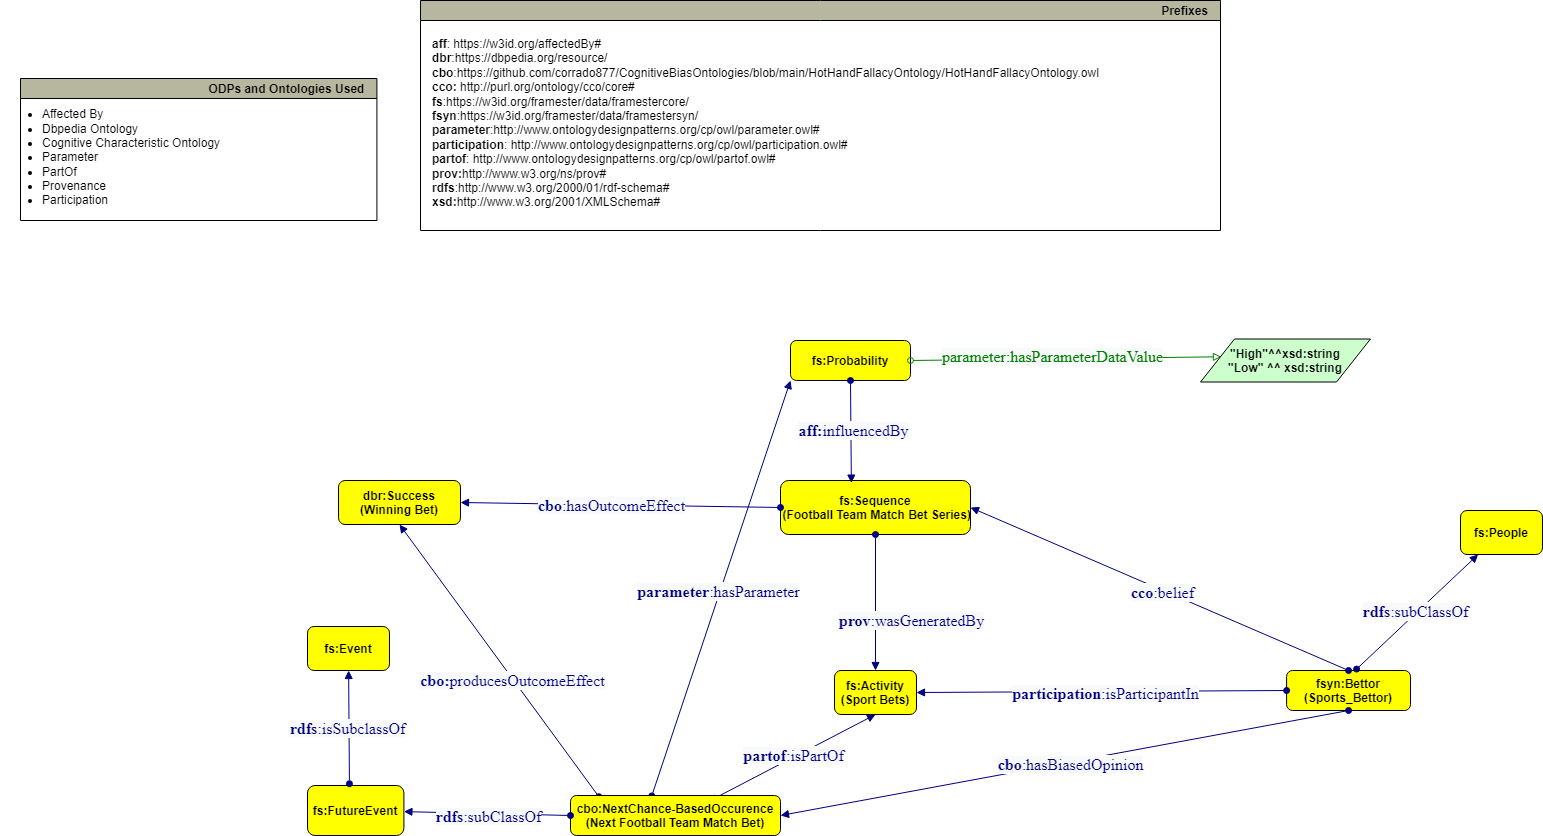 Prefixes
aff: https://w3id.org/affectedBy#
dbr:https://dbpedia.org/resource/
cbo:https://github.com/corrado877/CognitiveBiasOntologies/blob/main/HotHandFallacyOntology/HotHandFallacyOntology.owl
cco: http://purl.org/ontology/cco/core#
fs:https://w3id.org/framester/data/framestercore/
fsyn:https://w3id.org/framester/data/framestersyn/
parameter:http://www.ontologydesignpatterns.org/cp/owl/parameter.owl#
participation: http://www.ontologydesignpatterns.org/cp/owl/participation.owl#
partof: http://www.ontologydesignpatterns.org/cp/owl/partof.owl#
prov:http://www.w3.org/ns/prov#
rdfs:http://www.w3.org/2000/01/rdf-schema#
xsd:http://www.w3.org/2001/XMLSchema#
ODPs and Ontologies Used
Affected By
Dbpedia Ontology
Cognitive Characteristic Ontology
Parameter
PartOf
Provenance
Participation
fs:Probability
parameter:hasParameterDataValue
"High"^^xsd:string
"Low" ^^ xsd:string
aff:influencedBy
dbr:Success
(Winning Bet)
cbo:hasOutcomeEffect
fs:Sequence
(Football Team Match Bet Series)
fs:People
parameter:hasParameter
cco:belief
rdfs:subClassOf
prov:wasGeneratedBy
fs:Event
cbo:producesOutcomeEffect
fs:Activity
(Sport Bets)
participation:isParticipantIn
fsyn:Bettor
(Sports_Bettor)
rdfs:isSubclassOf
partof:isPartOf
cbo:hasBiasedOpinion
fs:FutureEvent
rdfs:subClassOf
cbo:NextChance-BasedOccurence
(Next Football Team Match Bet)